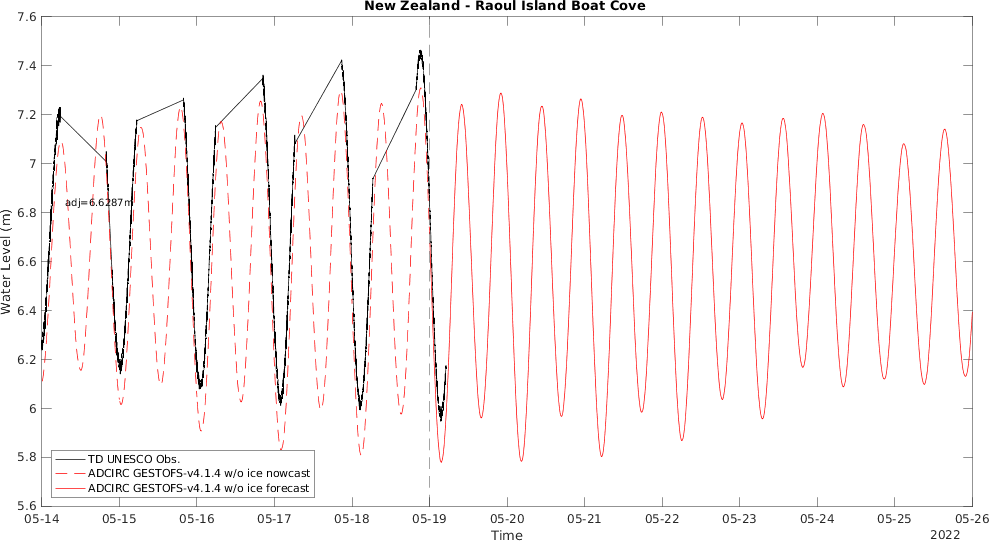 New Zealand - Raoul Island Boat Cove
7.6
7.4
7.2
7
6.8
6.6
6.4
6.2
6
5.8
5.6
Water Level (m)
adj=6.6287m
TD UNESCO Obs.
ADCIRC GESTOFS-v4.1.4 w/o ice nowcast
ADCIRC GESTOFS-v4.1.4 w/o ice forecast
05-14 05-15 05-16 05-17 05-18 05-19 05-20 05-21 05-22 05-23 05-24 05-25 05-26
Time
2022